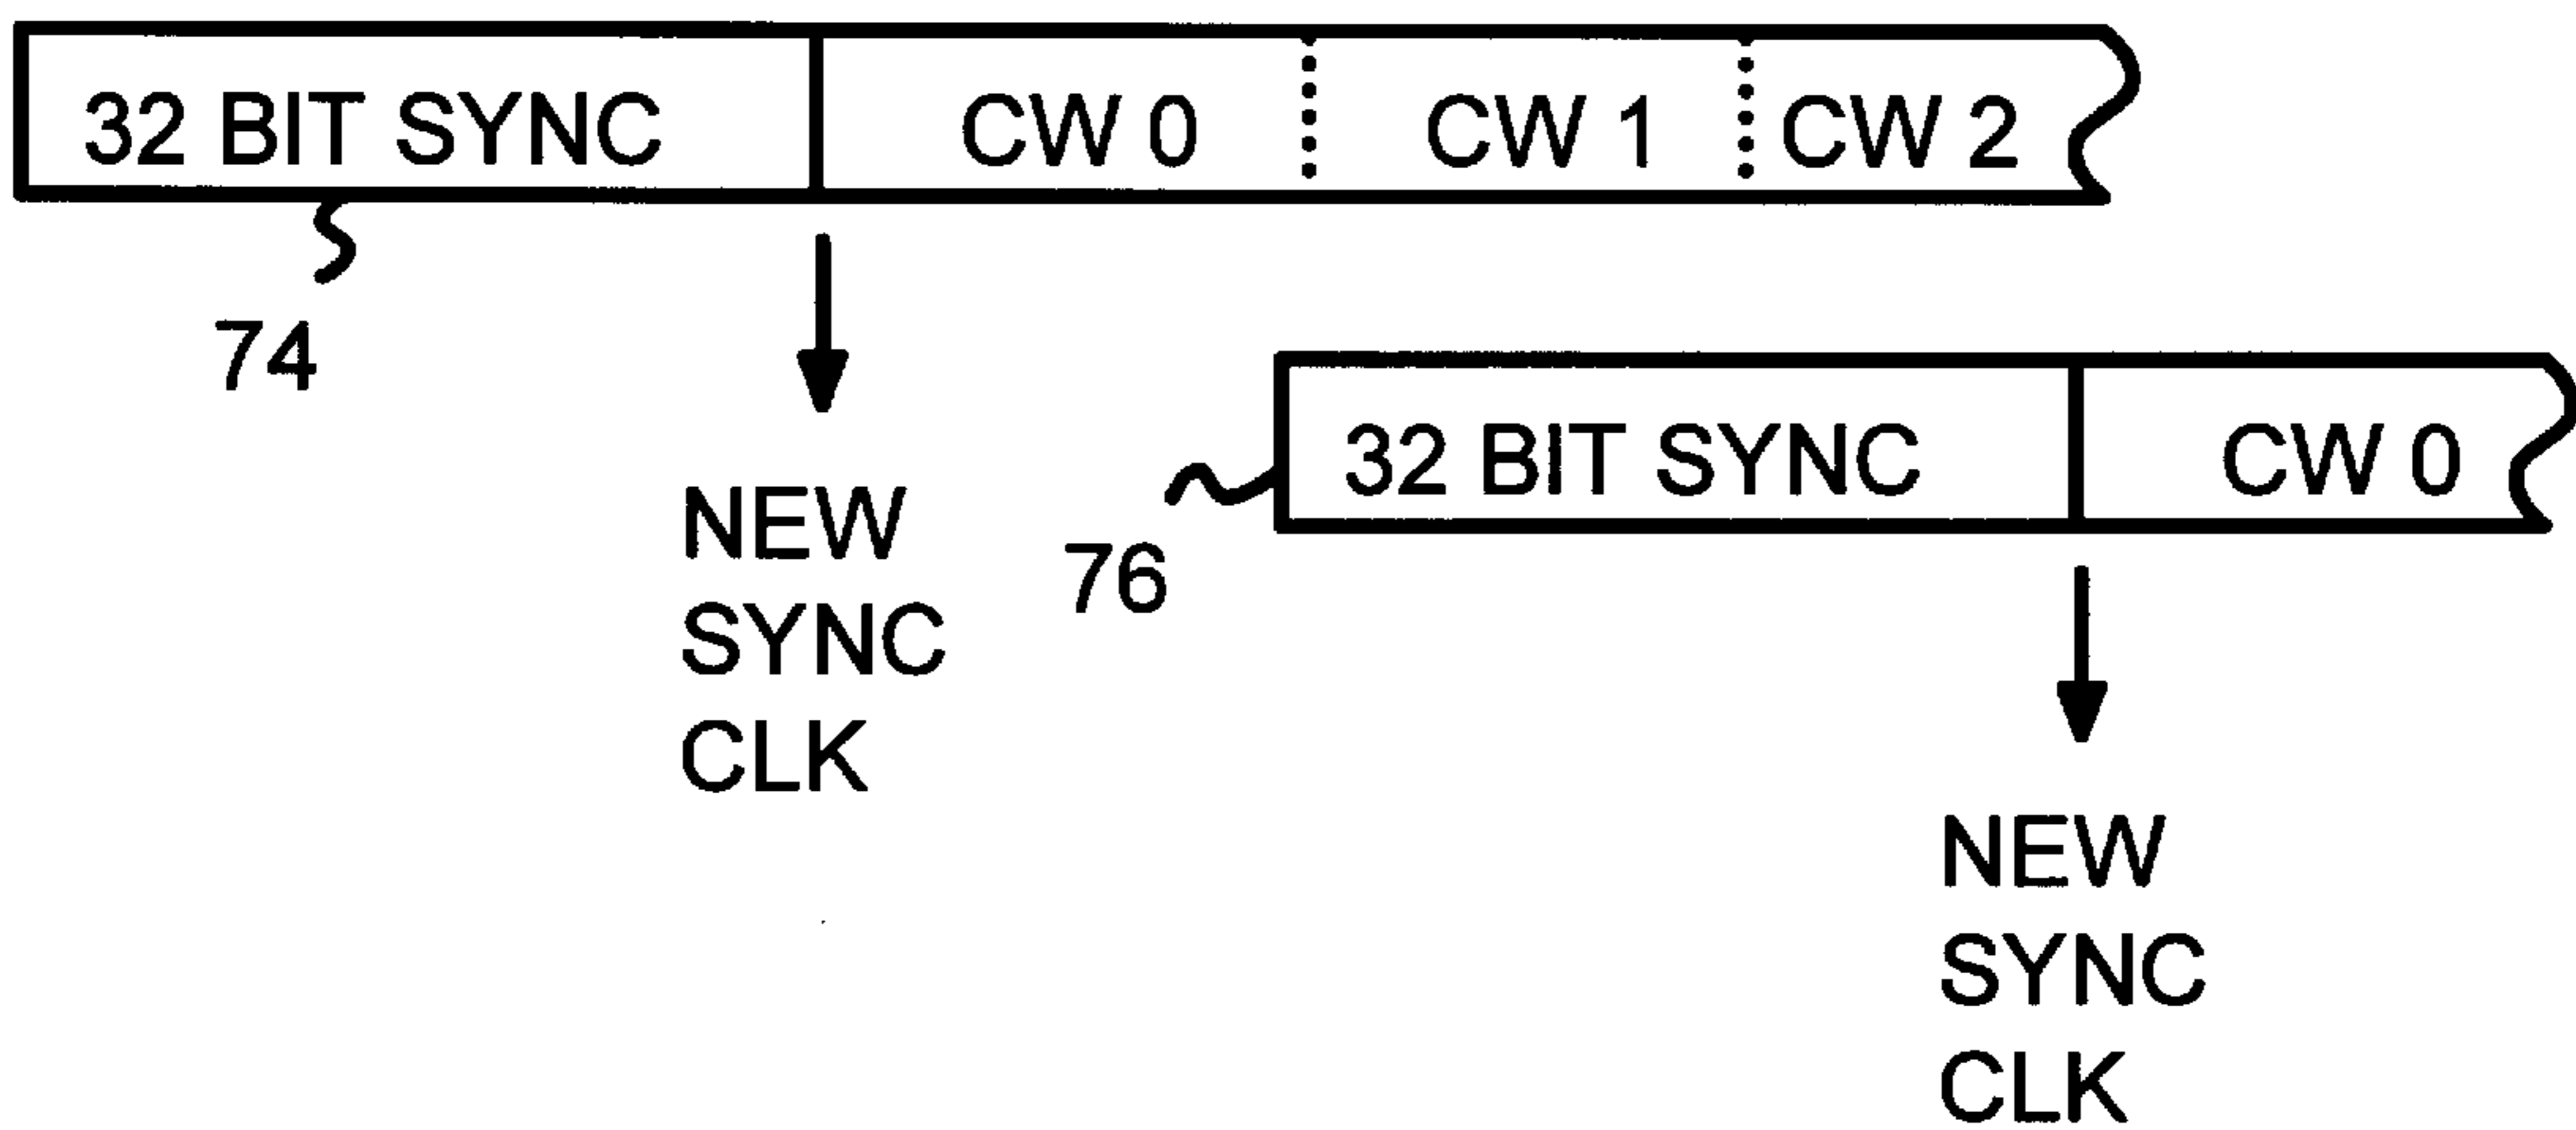 32 BIT SYNC CW 0 CW 1 CW 2
74
NEW
SYNC
CLK
32 BIT SYNC CW 0
76
NEW
SYNC
CLK